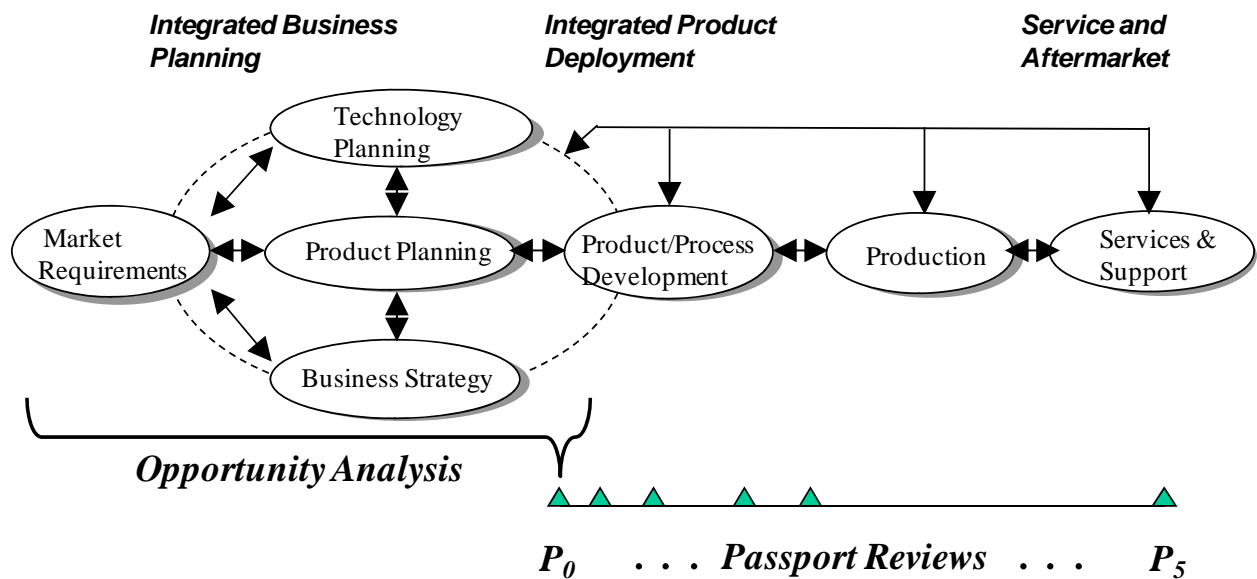 Integrated Business
Planning
Integrated Product
Deployment
Service and
Aftermarket
Technology
Planning
Market
Requirements
Product Planning
Product/Process
Development
Production
Services &
Support
Business Strategy
Opportunity Analysis
P0 . . . Passport Reviews . . . P5